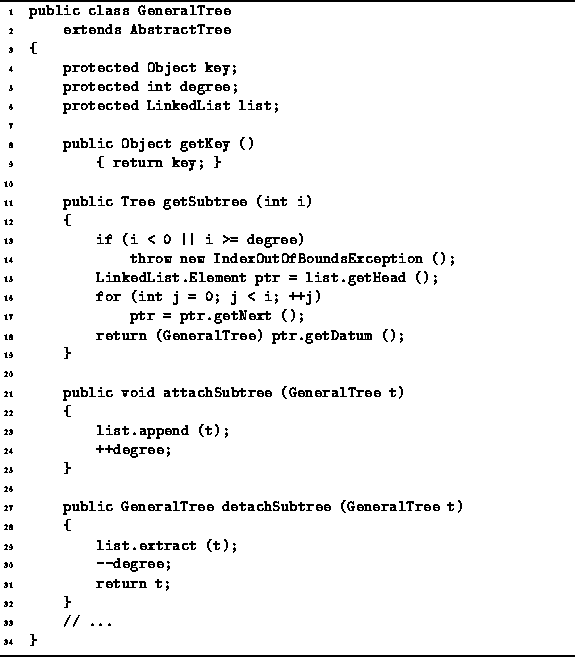 1 public class GeneralTree
2 extends AbstractTree
3 {
4 protected Object key;
5 protected int degree;
6 protected LinkedList list;
7
8 public Object getKey ()
9 { return key; }
10
11 public Tree getSubtree (int i)
12 {
13 if (i < 0 || i >= degree)
14 throw new IndexOutOfBoundsException ();
15 LinkedList.Element ptr = list.getHead ();
16 for (int j = 0; j < i; ++j)
17 ptr = ptr.getNext ();
18 return (GeneralTree) ptr.getDatum ();
19 }
20
21 public void attachSubtree (GeneralTree t)
22 {
23 list.append (t);
24 ++degree;
25 }
26
27 public GeneralTree detachSubtree (GeneralTree t)
28 {
29 list.extract (t);
30 --degree;
31 return t;
32 }
33 // ...
34 }